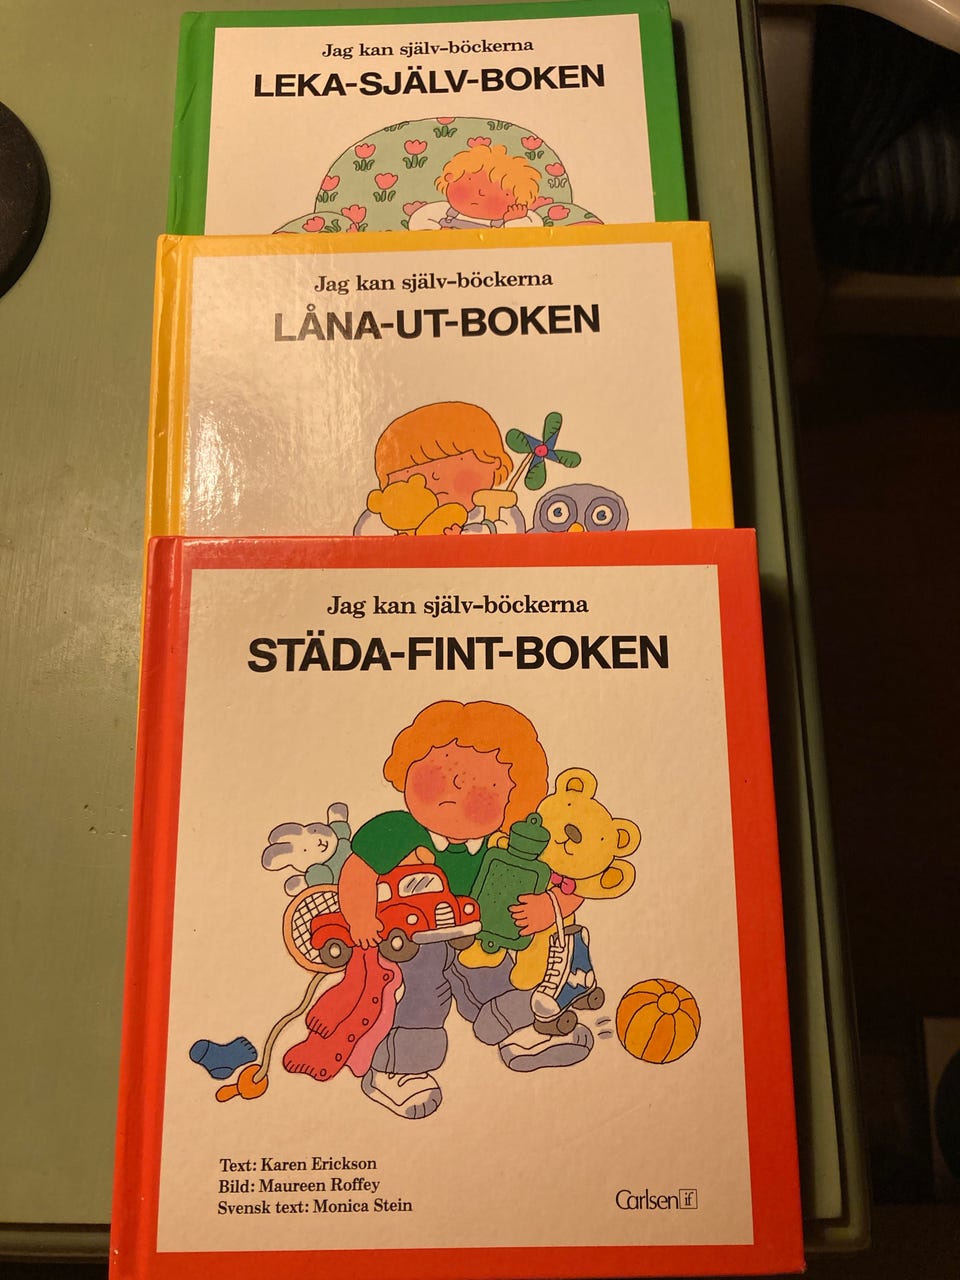 Jag kan själv-böckerna
LEKA-SJÄLV-BOKEN
Jag kan själv-böckerna
LÅNA-UT-BOKEN
Jag kan själv-böckerna
STÄDA-FINT-BOKEN
Text: Karen Erickson
Bild: Maureen Roffey
Svensk text: Monica Stein
Carlsen if